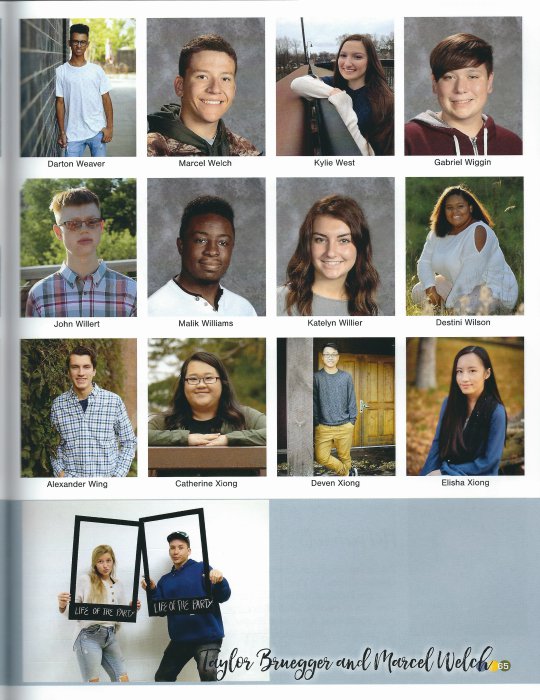 Darton Weaver
Marcel Welch
Kylie West
Gabriel Wiggin
John Willert
Malik Williams
Katelyn Willier
Destini Wilson
Alexander Wing
Catherine Xiong
Deven Xiong
Elisha Xiong
LIFE OF THE PARTY
LIFE OF THE PARTY
Taylor Bruegger and Marcel Welch
65